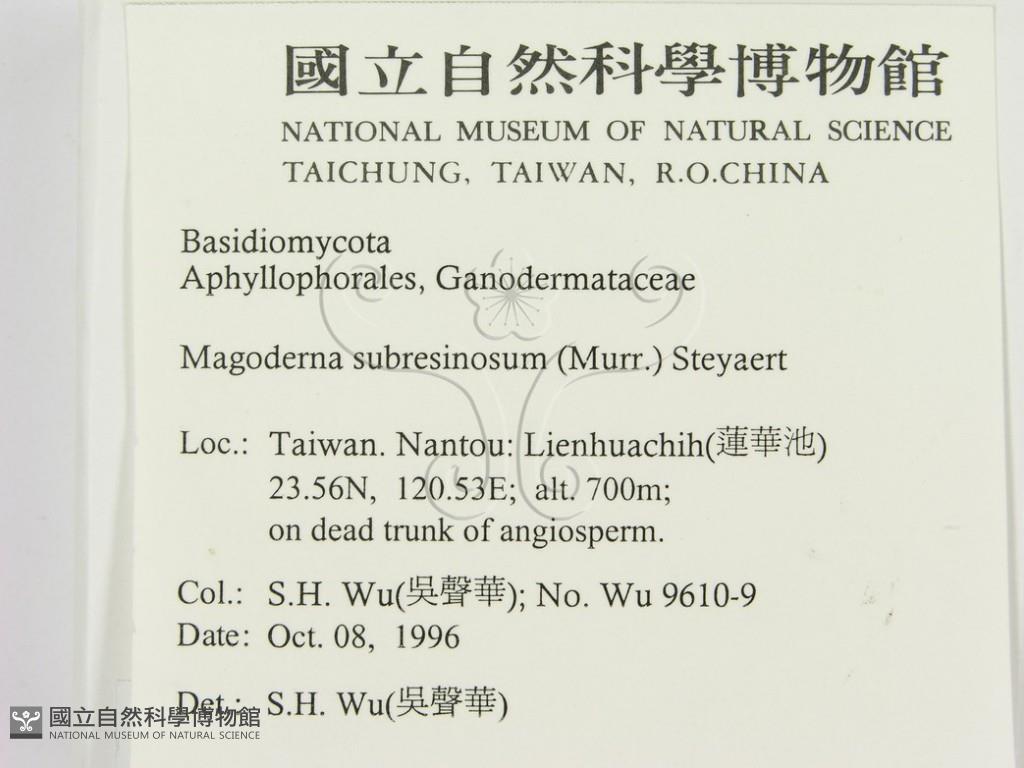 國立自然科學博物館
NATIONAL MUSEUM OF NATURAL SCIENCE
TAICHUNG, TAIWAN, R.O.CHINA
Basidiomycota
Aphyllophorales, Ganodermataceae
Magoderna subresinosum (Murr.) Steyaert
Loc.: Taiwan. Nantou: Lienhuachih(蓮華池)
23.56N, 120.53E; alt. 700m;
on dead trunk of angiosperm.
Col.: S.H. Wu(吳聲華); No. Wu 9610-9
Date: Oct. 08, 1996
Det.: S.H. Wu(吳聲華)
國立自然科學博物館
NATIONAL MUSEUM OF NATURAL SCIENCE